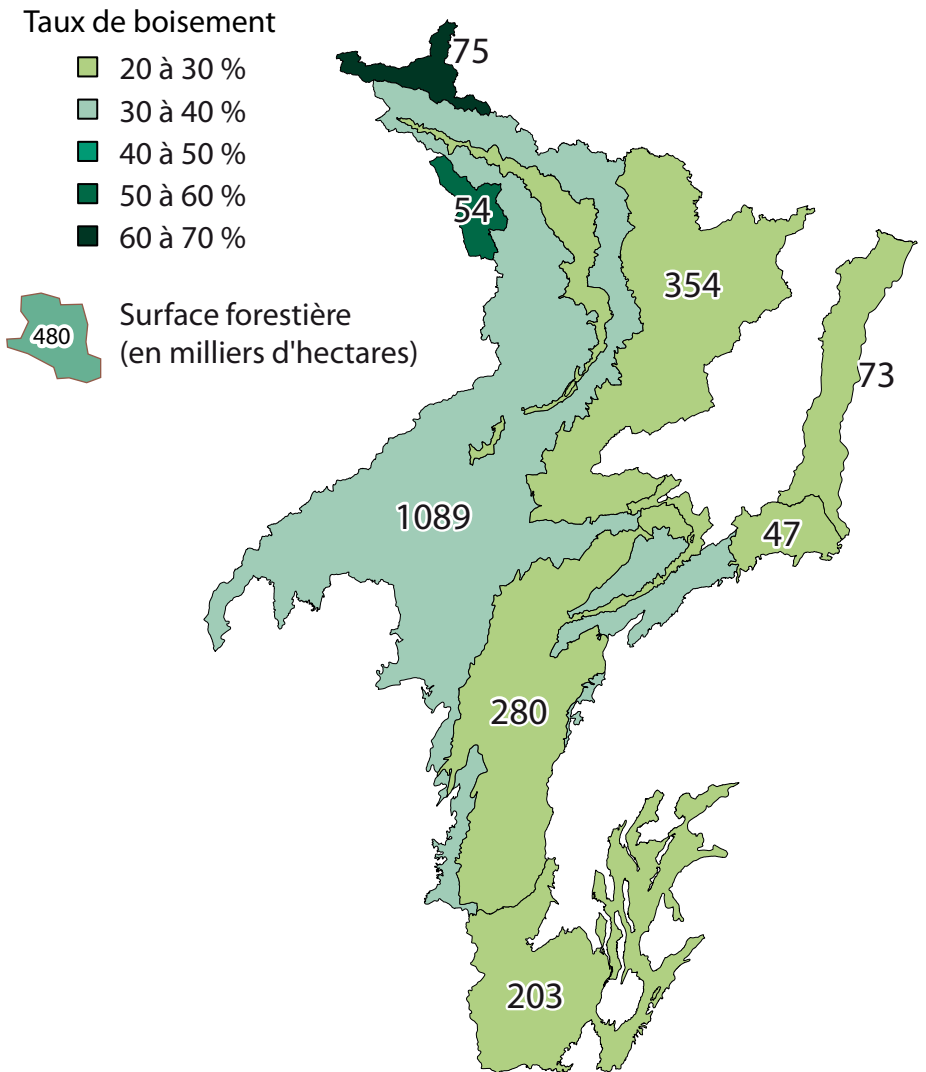 Taux de boisement
20 à 30 %
30 à 40 %
40 à 50 %
50 à 60 %
60 à 70 %
480
Surface forestière
(en milliers d'hectares)
75
54
354
73
1089
47
280
203